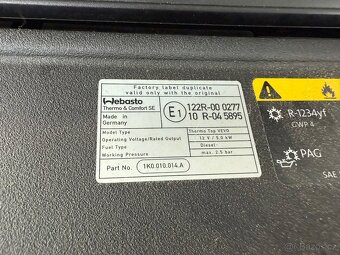 Factory label duplicate
valid only with the original
Webasto
Thermo & Comfort SE
Made in
Germany
E1
122R-00 0277
10 R-04 5895
Model Type Thermo Top VEVO
Operating Voltage/Rated Output 12 V / 5.0 kW
Fuel Type Diesel
Working Pressure max. 2.5 bar
Part No. 1K0.010.014.A
R-1234yf
GWP 4
PAG
SAE